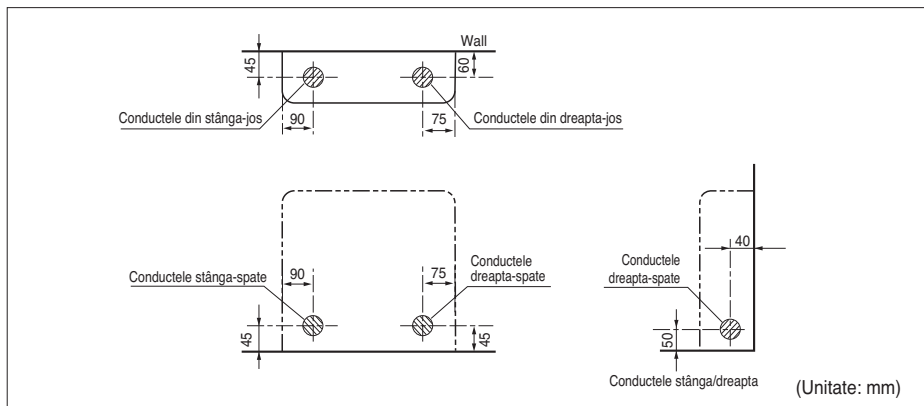 Wall
45
60
Conductele din stânga-jos
90
75
Conductele din dreapta-jos
Conductele stânga-spate
90
Conductele
dreapta-spate
75
45
45
Conductele
dreapta-spate
40
50
Conductele stânga/dreapta
(Unitate: mm)